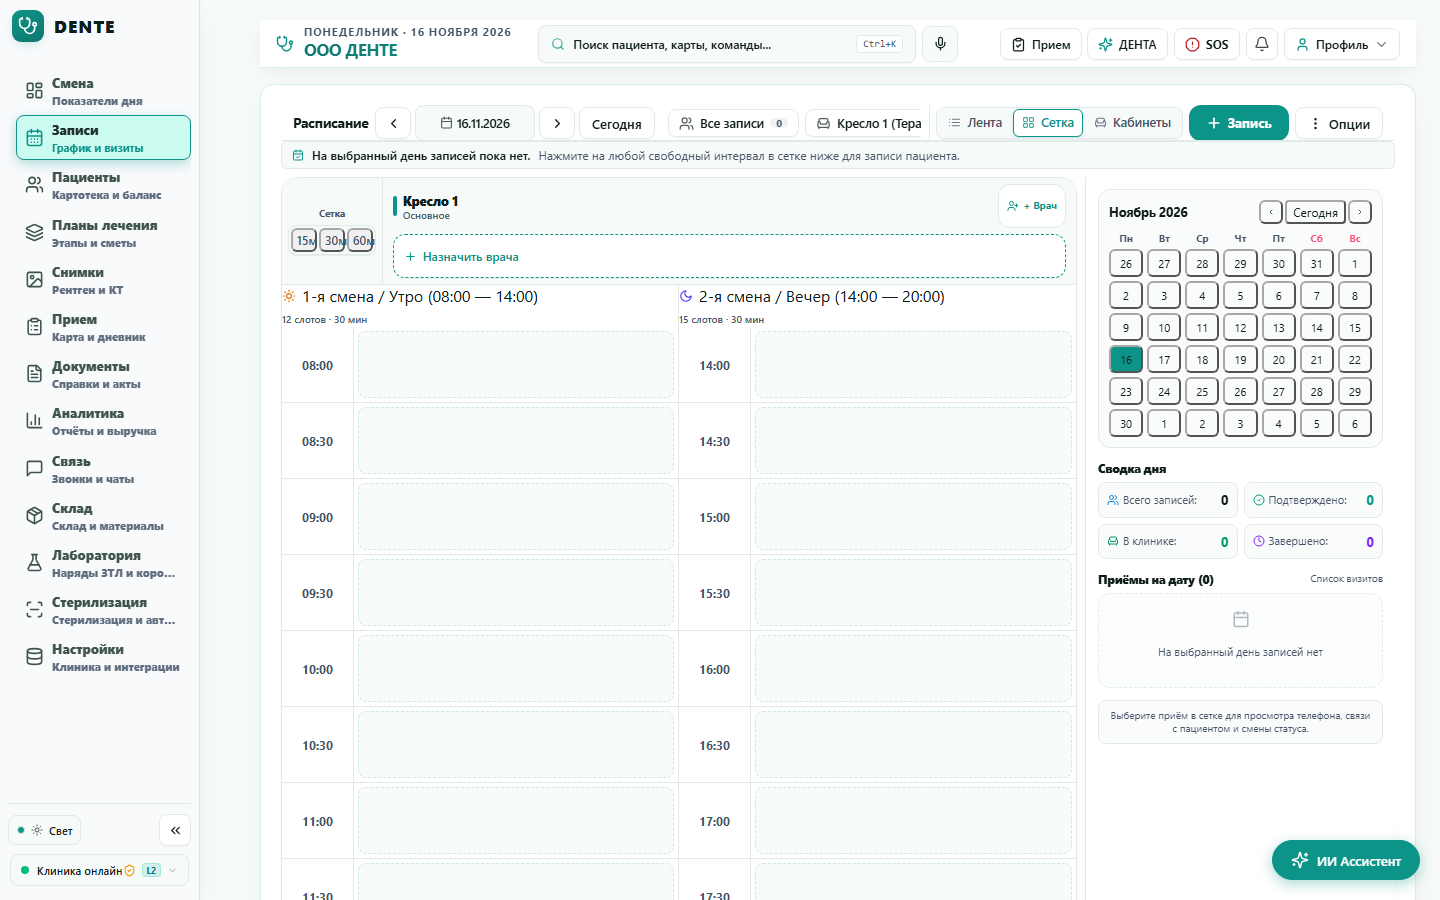 DENTE
Смена
Показатели дня
Записи
График и визиты
Пациенты
Картотека и баланс
Планы лечения
Этапы и сметы
Снимки
Рентген и КТ
Прием
Карта и дневник
Документы
Справки и акты
Аналитика
Отчёты и выручка
Связь
Звонки и чаты
Склад
Склад и материалы
Лаборатория
Наряды ЗТЛ и коро...
Стерилизация
Стерилизация и авт...
Настройки
Клиника и интеграции
Свет
Клиника онлайн L2
ПОНЕДЕЛЬНИК · 16 НОЯБРЯ 2026
ООО ДЕНТЕ
Поиск пациента, карты, команды... Ctrl+K
Прием
ДЕНТА
SOS
Профиль
Расписание
16.11.2026
Сегодня
Все записи 0
Кресло 1 (Тера
Лента
Сетка
Кабинеты
Запись
Опции
На выбранный день записей пока нет. Нажмите на любой свободный интервал в сетке ниже для записи пациента.
Сетка
15м 30м 60м
Кресло 1
Основное
+ Врач
Назначить врача
1-я смена / Утро (08:00 — 14:00)
12 слотов · 30 мин
08:00
08:30
09:00
09:30
10:00
10:30
11:00
11:30
2-я смена / Вечер (14:00 — 20:00)
15 слотов · 30 мин
14:00
14:30
15:00
15:30
16:00
16:30
17:00
17:30
Ноябрь 2026
‹ Сегодня ›
Пн Вт Ср Чт Пт Сб Вс
26 27 28 29 30 31 1
2 3 4 5 6 7 8
9 10 11 12 13 14 15
16 17 18 19 20 21 22
23 24 25 26 27 28 29
30 1 2 3 4 5 6
Сводка дня
Всего записей: 0
Подтверждено: 0
В клинике: 0
Завершено: 0
Приёмы на дату (0)
Список визитов
На выбранный день записей нет
Выберите приём в сетке для просмотра телефона, связи
с пациентом и смены статуса.
ИИ Ассистент